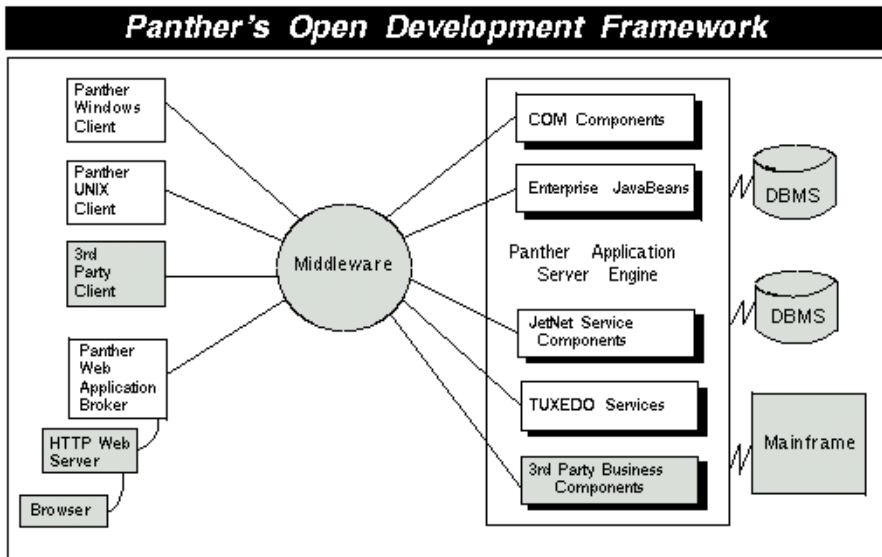 Panther's Open Development Framework
Panther
Windows
Client
Panther
UNIX
Client
3rd
Party
Client
Panther
Web
Application
Broker
HTTP Web
Server
Browser
Middleware
COM Components
Enterprise JavaBeans
Panther Application
Server Engine
JetNet Service
Components
TUXEDO Services
3rd Party Business
Components
DBMS
DBMS
Mainframe